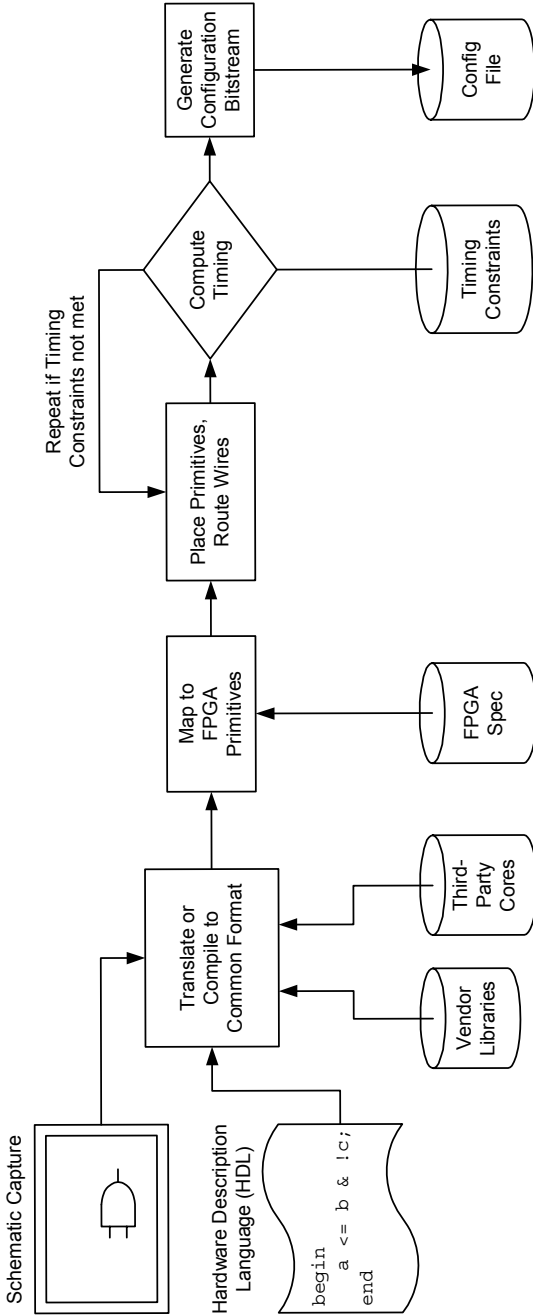 Schematic Capture
Hardware Description
Language (HDL)
begin
a <= b & !c;
end
Translate or
Compile to
Common Format
Vendor
Libraries
Third-
Party
Cores
Map to
FPGA
Primitives
FPGA
Spec
Place Primitives,
Route Wires
Repeat if Timing
Constraints not met
Compute
Timing
Timing
Constraints
Generate
Configuration
Bitstream
Config
File